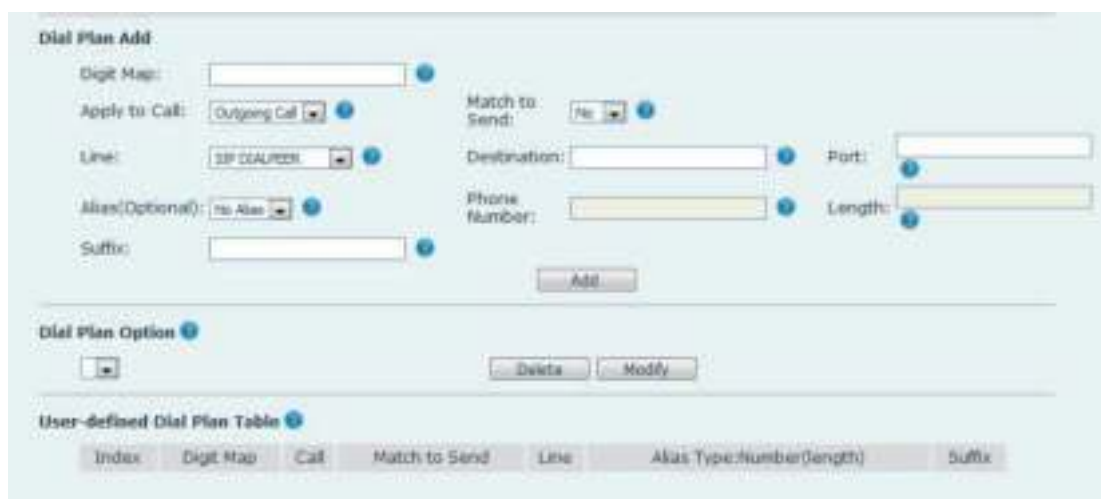 Dial Plan Add
Digit Map:
Apply to Call: Outgoing Call Match to Send: No
Line: SIP DIALPEER Destination: Port:
Alias(Optional): No Alias Phone Number: Length:
Suffix:
Add
Dial Plan Option
Delete Modify
User-defined Dial Plan Table
Index Digit Map Call Match to Send Line Alias Type:Number(length) Suffix